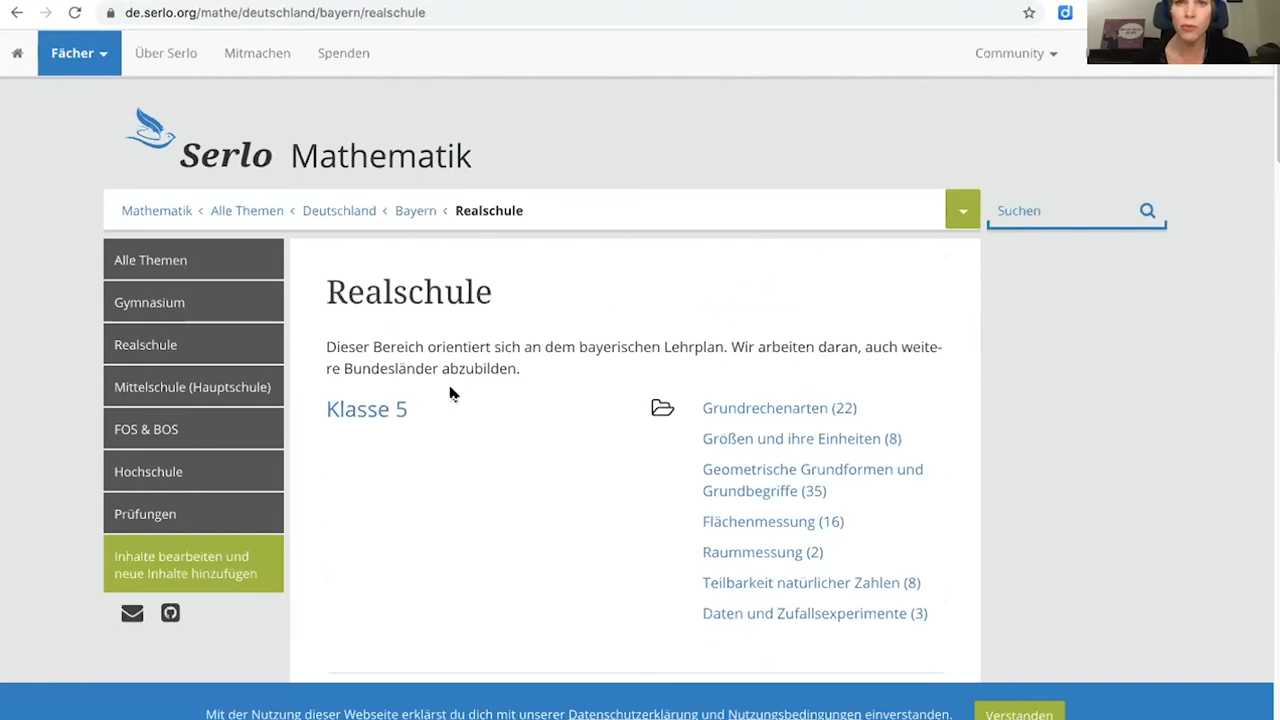 de.serlo.org/mathe/deutschland/bayern/realschule
Fächer
Über Serlo
Mitmachen
Spenden
Community
Serlo Mathematik
Mathematik < Alle Themen < Deutschland < Bayern < Realschule
Suchen
Alle Themen
Gymnasium
Realschule
Mittelschule (Hauptschule)
FOS & BOS
Hochschule
Prüfungen
Inhalte bearbeiten und
neue Inhalte hinzufügen
Realschule
Dieser Bereich orientiert sich an dem bayerischen Lehrplan. Wir arbeiten daran, auch weite-
re Bundesländer abzubilden.
Klasse 5
Grundrechenarten (22)
Größen und ihre Einheiten (8)
Geometrische Grundformen und
Grundbegriffe (35)
Flächenmessung (16)
Raummessung (2)
Teilbarkeit natürlicher Zahlen (8)
Daten und Zufallsexperimente (3)
Mit der Nutzung dieser Webseite erklärst du dich mit unserer Datenschutzerklärung und Nutzungsbedingungen einverstanden.
Verstanden